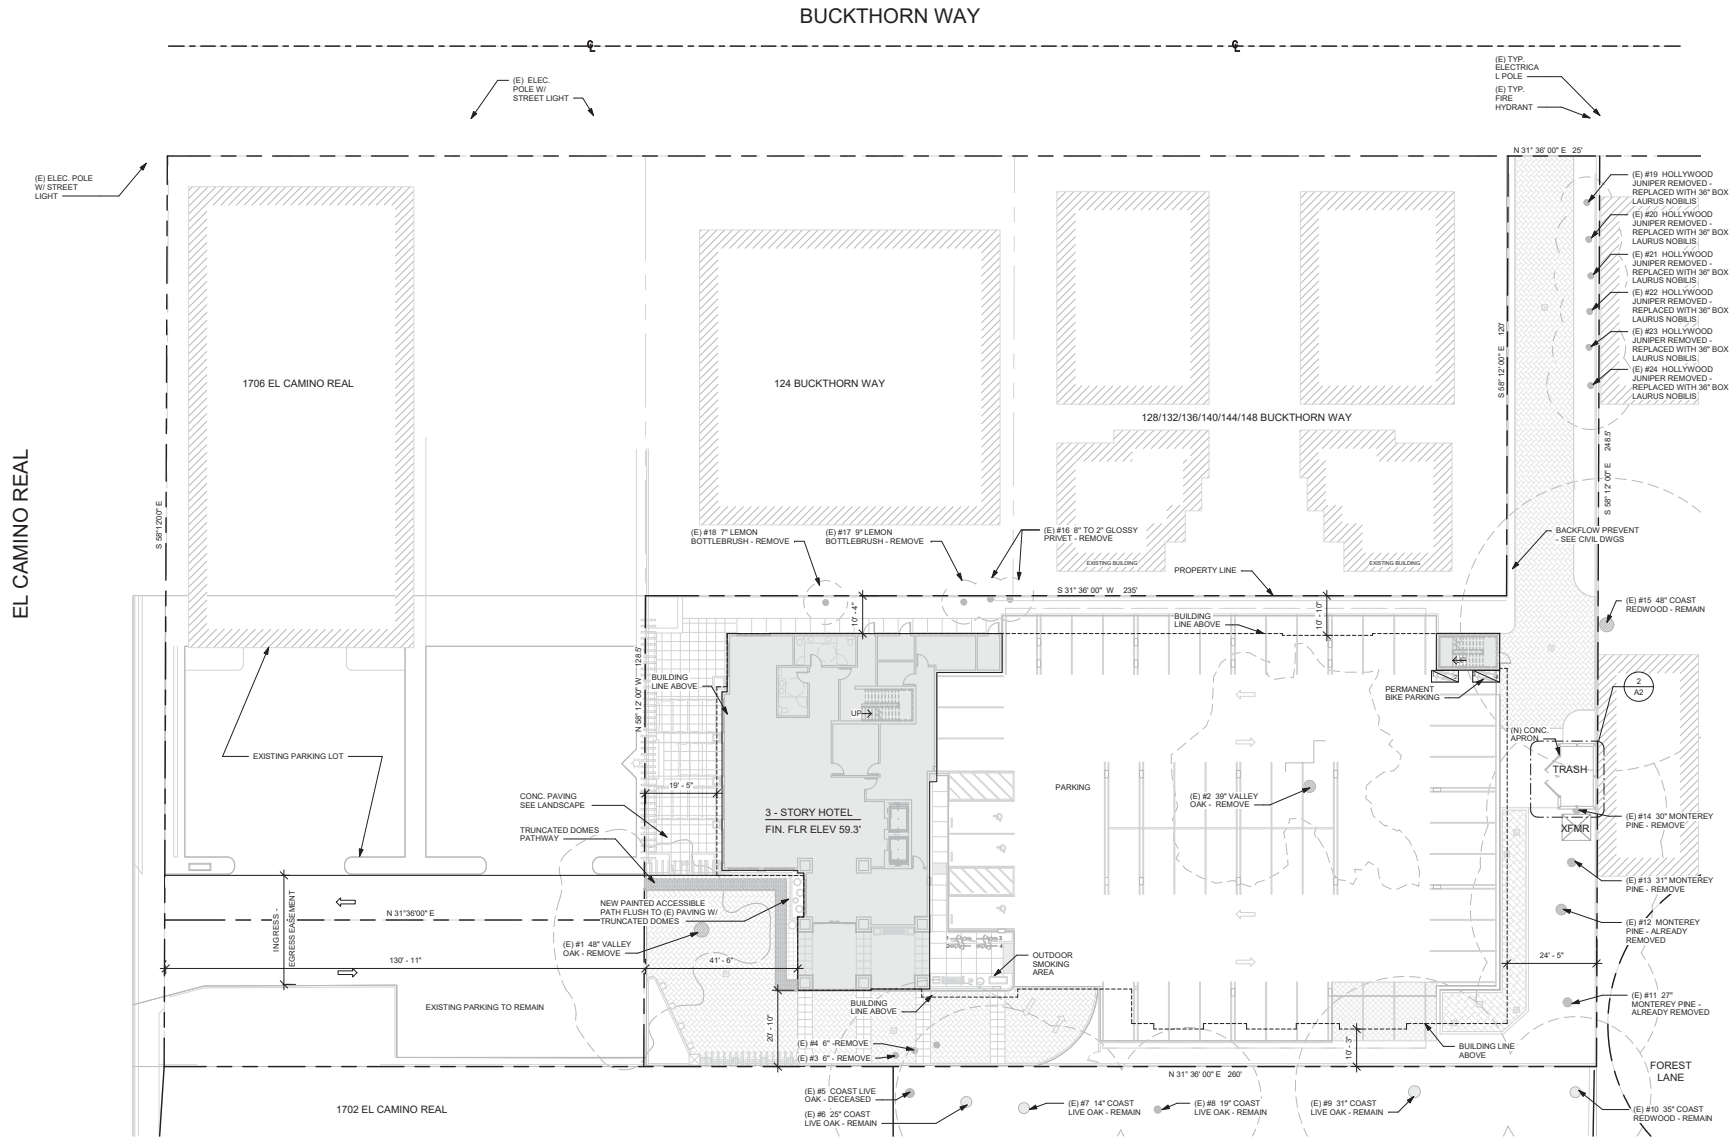 BUCKTHORN WAY
(E) ELEC.
POLE W/
STREET LIGHT
(E) TYP.
ELECTRICA
L POLE
(E) TYP.
FIRE
HYDRANT
(E) ELEC. POLE
W/ STREET
LIGHT
N 31° 36' 00" E 25'
(E) #19 HOLLYWOOD
JUNIPER REMOVED -
REPLACED WITH 36" BOX
LAURUS NOBILIS
(E) #20 HOLLYWOOD
JUNIPER REMOVED -
REPLACED WITH 36" BOX
LAURUS NOBILIS
(E) #21 HOLLYWOOD
JUNIPER REMOVED -
REPLACED WITH 36" BOX
LAURUS NOBILIS
(E) #22 HOLLYWOOD
JUNIPER REMOVED -
REPLACED WITH 36" BOX
LAURUS NOBILIS
(E) #23 HOLLYWOOD
JUNIPER REMOVED -
REPLACED WITH 36" BOX
LAURUS NOBILIS
(E) #24 HOLLYWOOD
JUNIPER REMOVED -
REPLACED WITH 36" BOX
LAURUS NOBILIS
1706 EL CAMINO REAL
124 BUCKTHORN WAY
128/132/136/140/144/148 BUCKTHORN WAY
S 58° 12' 00" E 120'
S 58° 12' 00" E 248.5'
EL CAMINO REAL
S 58°12'00" E
(E) #18 7" LEMON
BOTTLEBRUSH - REMOVE
(E) #17 9" LEMON
BOTTLEBRUSH - REMOVE
(E) #16 8" TO 2" GLOSSY
PRIVET - REMOVE
EXISTING BUILDING
EXISTING BUILDING
BACKFLOW PREVENT
- SEE CIVIL DWGS
PROPERTY LINE
S 31° 36' 00" W 235'
10' - 4"
10' - 10"
BUILDING
LINE ABOVE
(E) #15 48" COAST
REDWOOD - REMAIN
N 58° 12' 00" W 128.5'
BUILDING
LINE ABOVE
UP
UP
PERMANENT
BIKE PARKING
2
A2
(N) CONC.
APRON
TRASH
EXISTING PARKING LOT
19' - 5"
CONC. PAVING
SEE LANDSCAPE
PARKING
(E) #2 39" VALLEY
OAK - REMOVE
3 - STORY HOTEL
FIN. FLR ELEV 59.3'
(E) #14 30" MONTEREY
PINE - REMOVE
XFMR
TRUNCATED DOMES
PATHWAY
(E) #13 31" MONTEREY
PINE - REMOVE
NEW PAINTED ACCESSIBLE
PATH FLUSH TO (E) PAVING W/
TRUNCATED DOMES
N 31°36'00" E
INGRESS -
EGRESS EASEMENT
(E) #12 MONTEREY
PINE - ALREADY
REMOVED
(E) #1 48" VALLEY
OAK - REMOVE
130' - 11"
41' - 6"
OUTDOOR
SMOKING
AREA
24' - 5"
EXISTING PARKING TO REMAIN
BUILDING
LINE ABOVE
(E) #11 27"
MONTEREY PINE -
ALREADY REMOVED
20' - 10"
(E) #4 6" -REMOVE
(E) #3 6" - REMOVE
10' - 3"
BUILDING LINE
ABOVE
N 31° 36' 00" E 260'
FOREST
LANE
1702 EL CAMINO REAL
(E) #5 COAST LIVE
OAK - DECEASED
(E) #6 25" COAST
LIVE OAK - REMAIN
(E) #7 14" COAST
LIVE OAK - REMAIN
(E) #8 19" COAST
LIVE OAK - REMAIN
(E) #9 31" COAST
LIVE OAK - REMAIN
(E) #10 35" COAST
REDWOOD - REMAIN